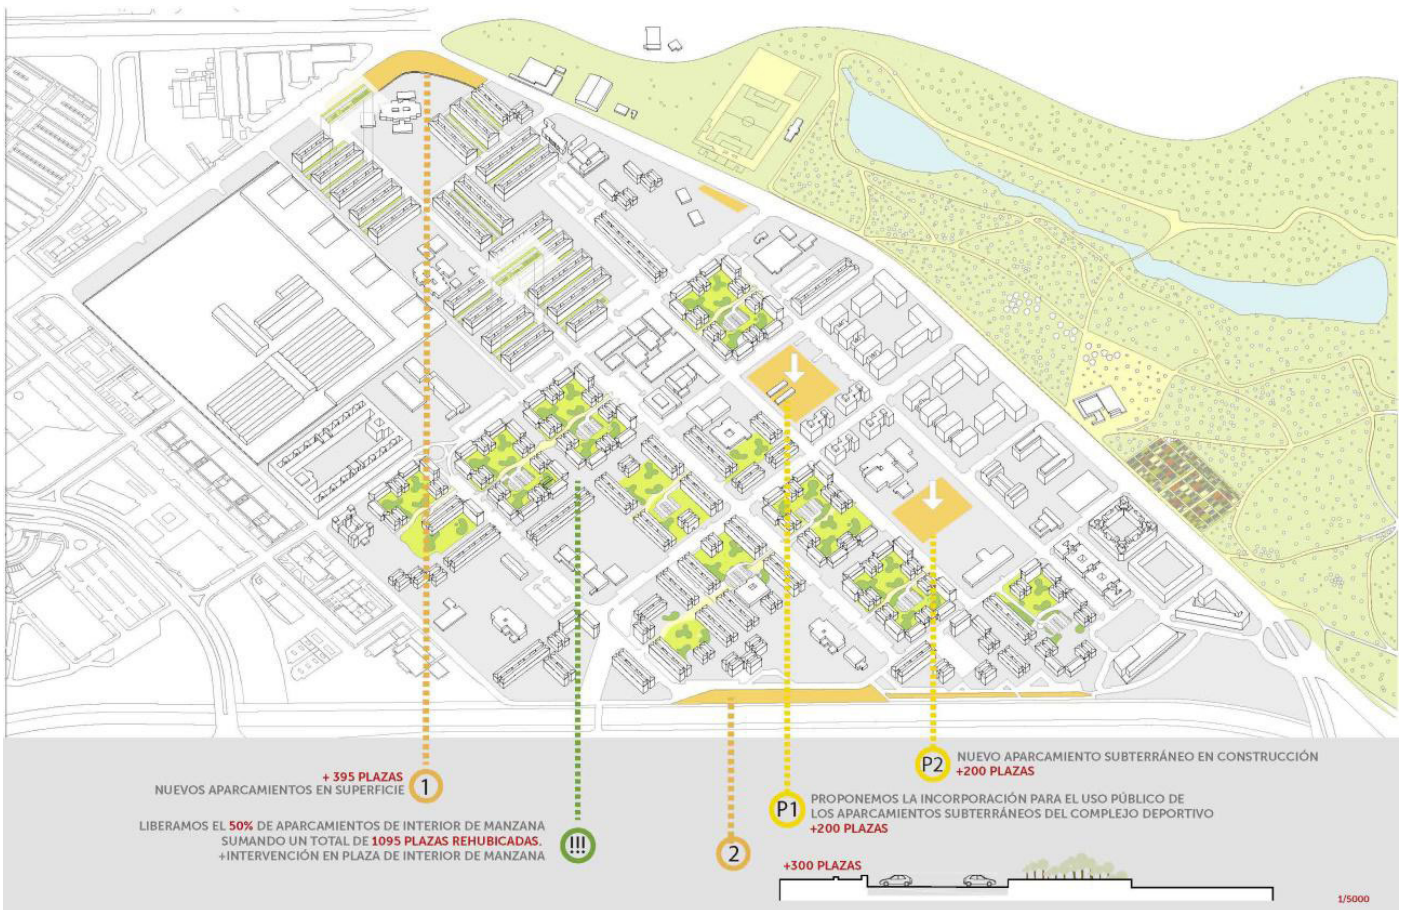 + 395 PLAZAS
NUEVOS APARCAMIENTOS EN SUPERFICIE
1
LIBERAMOS EL 50% DE APARCAMIENTOS DE INTERIOR DE MANZANA
SUMANDO UN TOTAL DE 1095 PLAZAS REHUBICADAS.
+INTERVENCIÓN EN PLAZA DE INTERIOR DE MANZANA
!!!
2
P2
NUEVO APARCAMIENTO SUBTERRÁNEO EN CONSTRUCCIÓN
+200 PLAZAS
P1
PROPONEMOS LA INCORPORACIÓN PARA EL USO PÚBLICO DE
LOS APARCAMIENTOS SUBTERRÁNEOS DEL COMPLEJO DEPORTIVO
+200 PLAZAS
+300 PLAZAS
1/5000